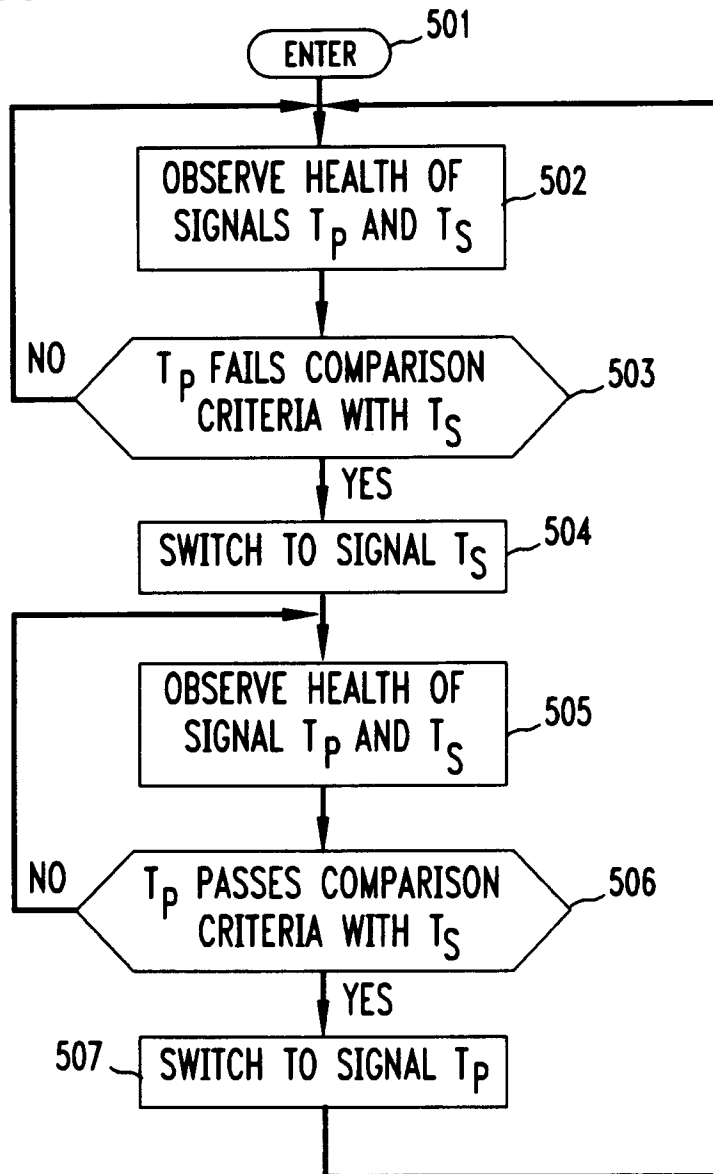 501
ENTER
OBSERVE HEALTH OF
SIGNALS TP AND TS
502
NO
TP FAILS COMPARISON
CRITERIA WITH TS
503
YES
SWITCH TO SIGNAL TS
504
OBSERVE HEALTH OF
SIGNAL TP AND TS
505
NO
TP PASSES COMPARISON
CRITERIA WITH TS
506
YES
507
SWITCH TO SIGNAL TP